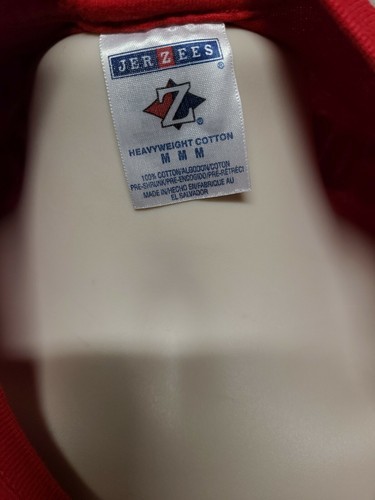 JERZEES®
Z®
HEAVYWEIGHT COTTON
M M M
100% COTTON/ALGODON/COTON
PRE-SHRUNK/PRE-ENCOGIDO/PRE-RÉTRÉCI
MADE IN/HECHO EN/FABRIQUE AU
EL SALVADOR